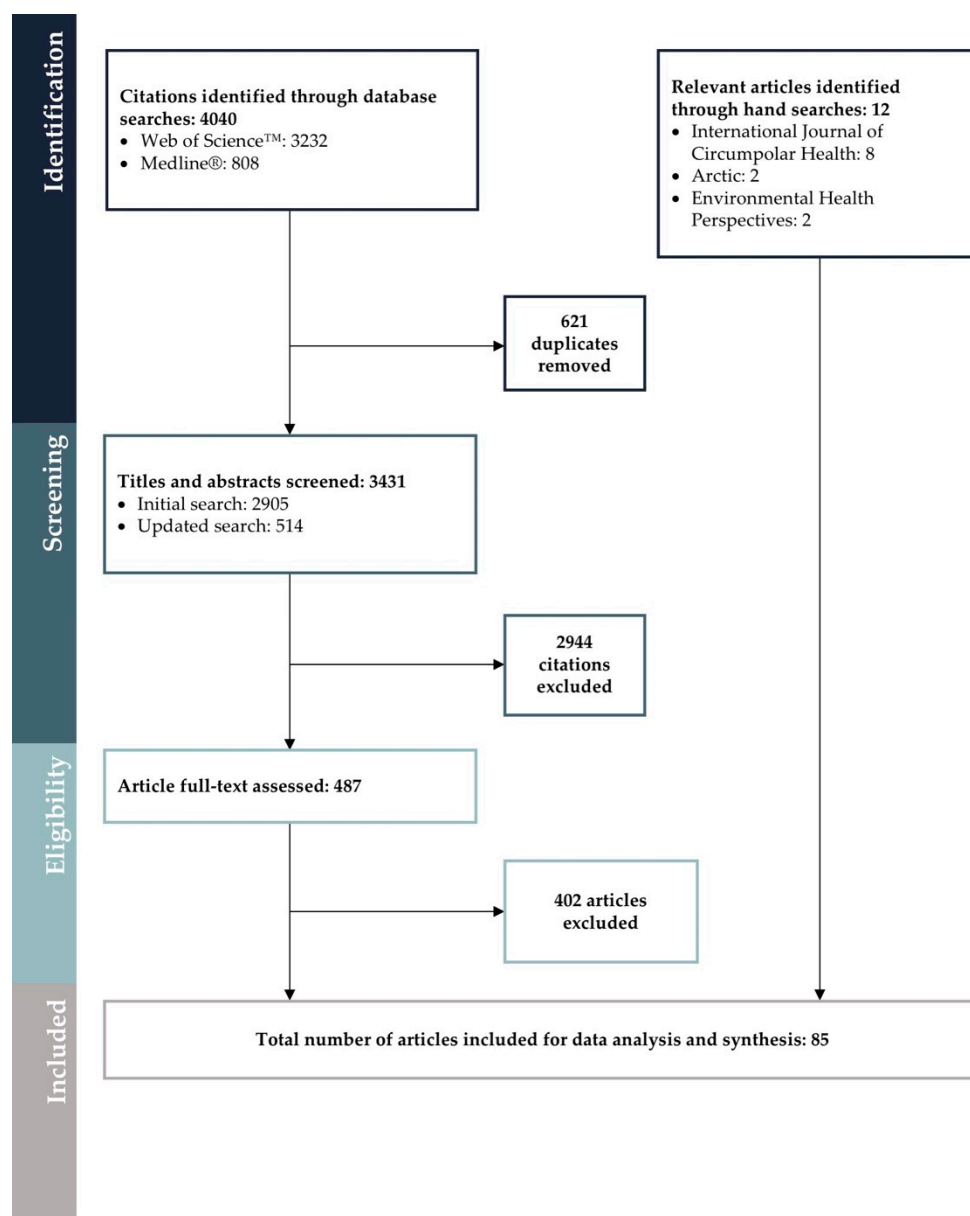 Identification
Citations identified through database
searches: 4040
• Web of Science™: 3232
• Medline®: 808
Relevant articles identified
through hand searches: 12
• International Journal of
Circumpolar Health: 8
• Arctic: 2
• Environmental Health
Perspectives: 2
621
duplicates
removed
Screening
Titles and abstracts screened: 3431
• Initial search: 2905
• Updated search: 514
2944
citations
excluded
Eligibility
Article full-text assessed: 487
402 articles
excluded
Included
Total number of articles included for data analysis and synthesis: 85